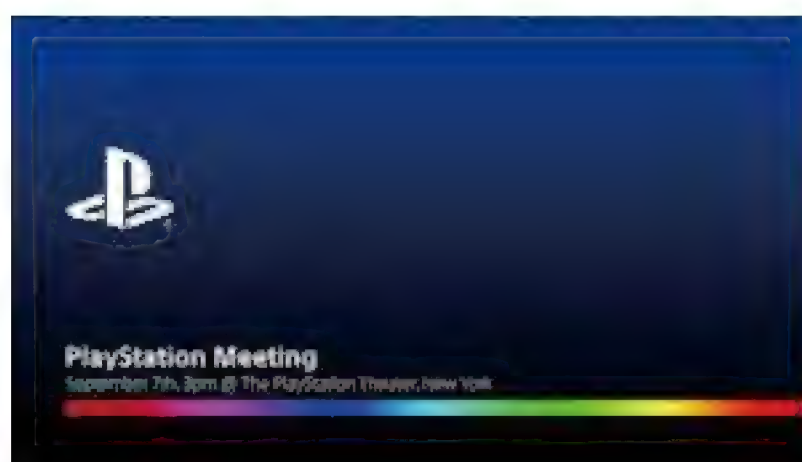 PlayStation Meeting
September 7th, 3pm @ The PlayStation Theater, New York